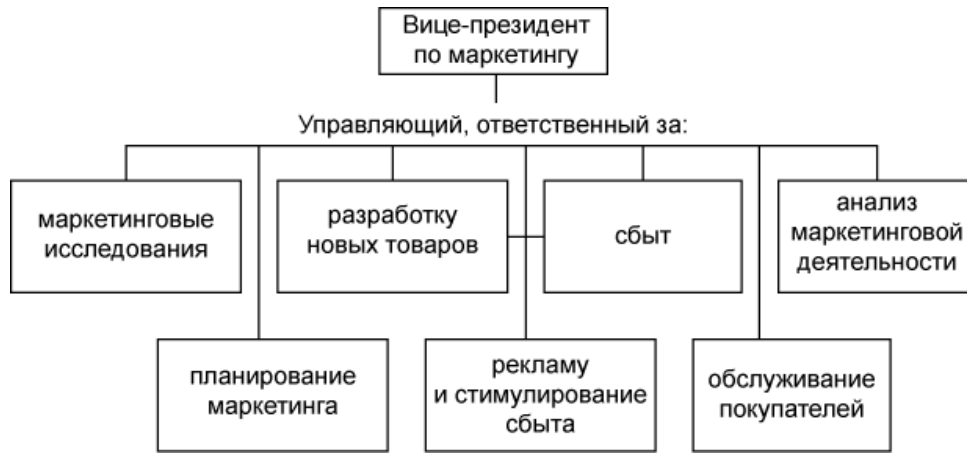 Вице-президент
по маркетингу
Управляющий, ответственный за:
маркетинговые
исследования
разработку
новых товаров
сбыт
анализ
маркетинговой
деятельности
планирование
маркетинга
рекламу
и стимулирование
сбыта
обслуживание
покупателей